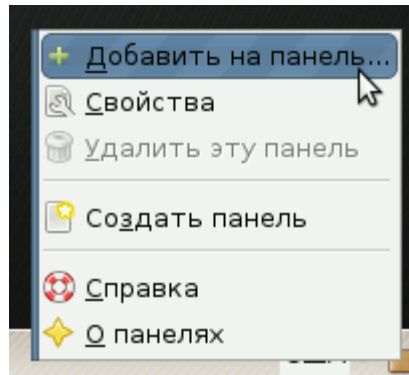 Добавить на панель...
Свойства
Удалить эту панель
Создать панель
Справка
О панелях